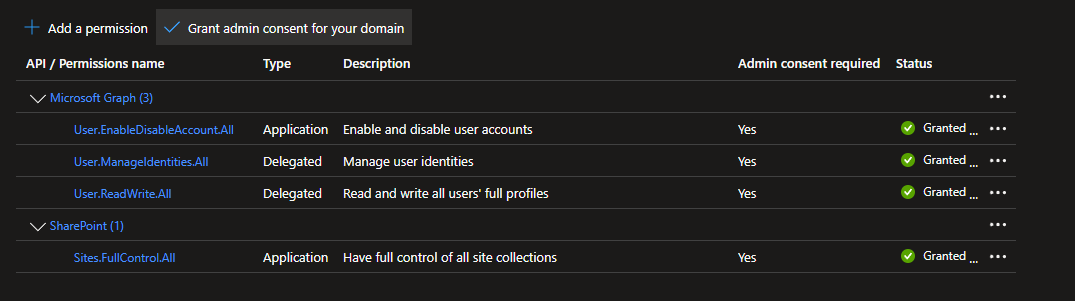 + Add a permission ✓ Grant admin consent for your domain
API / Permissions name Type Description Admin consent required Status
Microsoft Graph (3) ...
User.EnableDisableAccount.All Application Enable and disable user accounts Yes Granted ... ...
User.ManageIdentities.All Delegated Manage user identities Yes Granted ... ...
User.ReadWrite.All Delegated Read and write all users' full profiles Yes Granted ... ...
SharePoint (1) ...
Sites.FullControl.All Application Have full control of all site collections Yes Granted ... ...